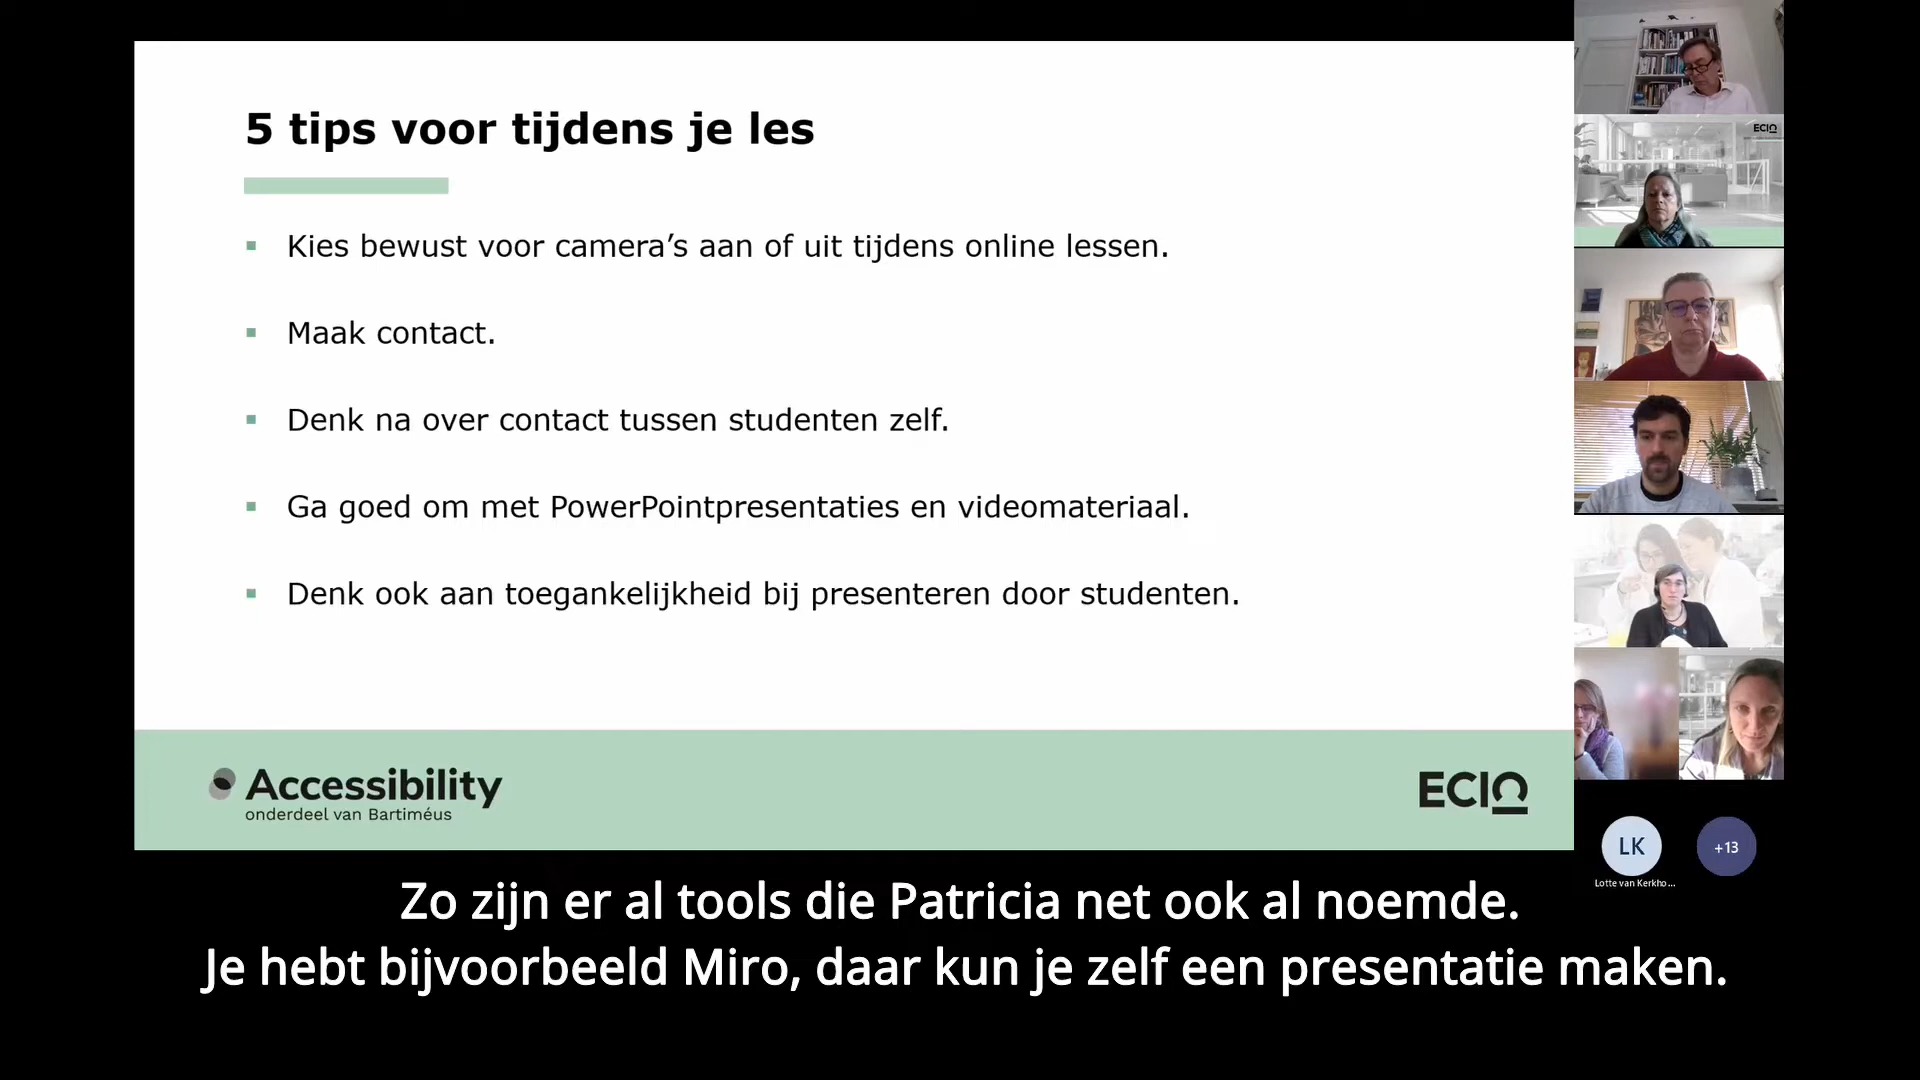 5 tips voor tijdens je les
Kies bewust voor camera’s aan of uit tijdens online lessen.
Maak contact.
Denk na over contact tussen studenten zelf.
Ga goed om met PowerPointpresentaties en videomateriaal.
Denk ook aan toegankelijkheid bij presenteren door studenten.
Accessibility
onderdeel van Bartiméus
ECIO
ECIO
LK
+13
Lotte van Kerkho...
Zo zijn er al tools die Patricia net ook al noemde.
Je hebt bijvoorbeeld Miro, daar kun je zelf een presentatie maken.